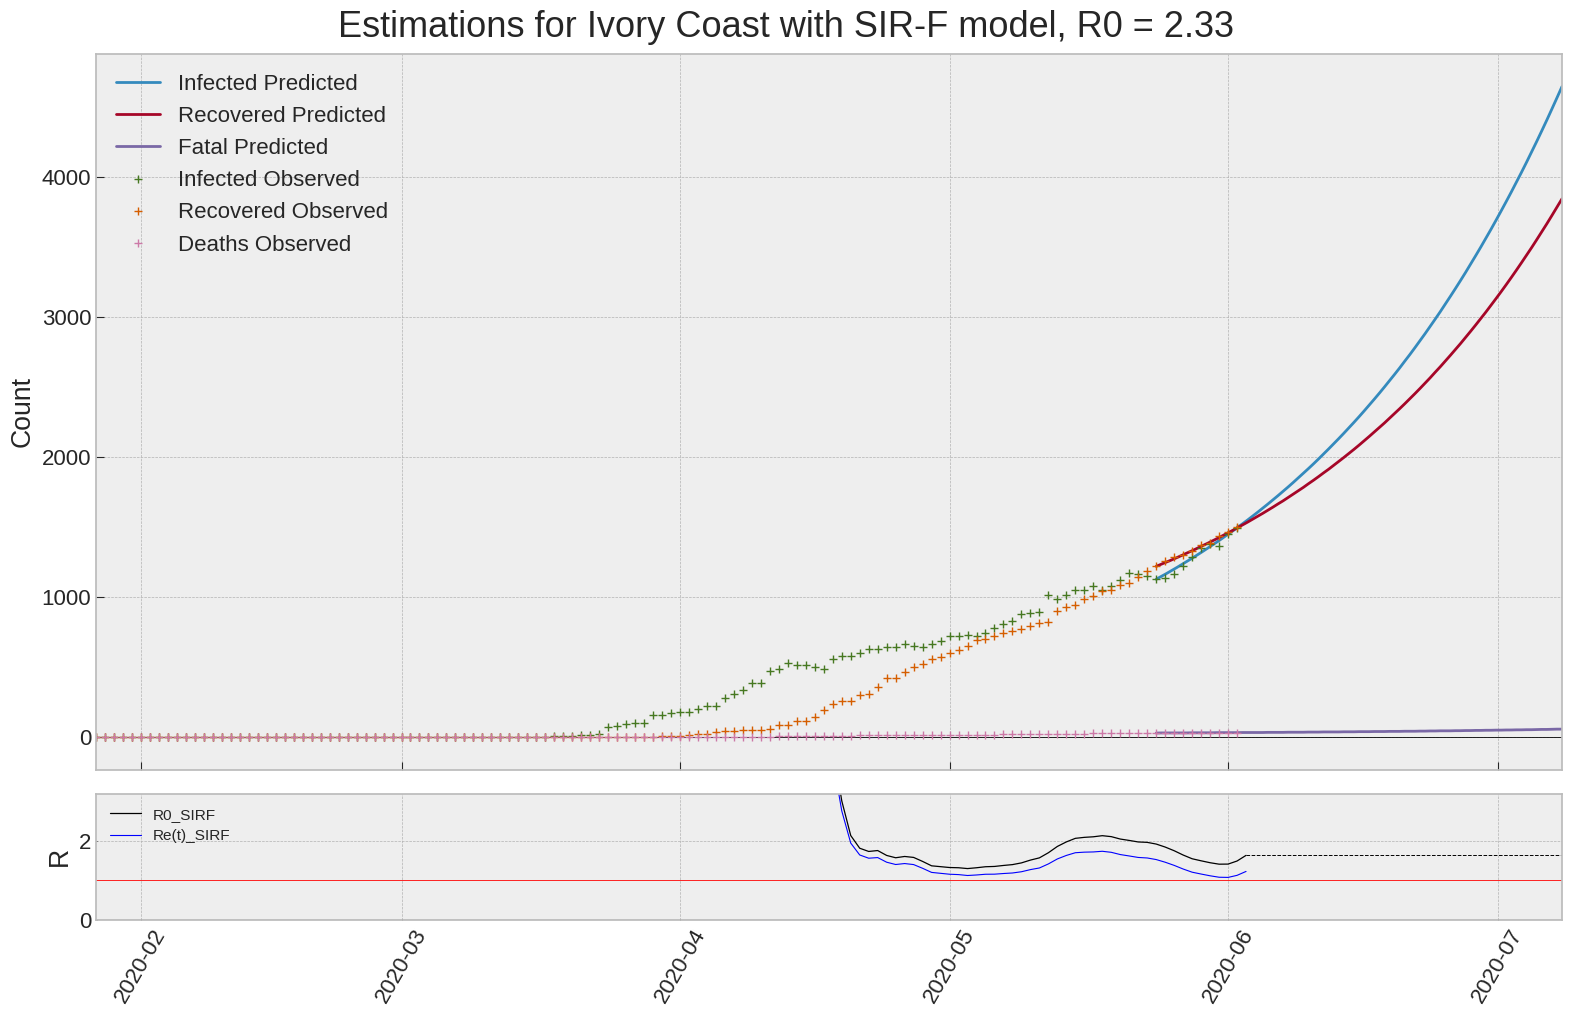 Estimations for Ivory Coast with SIR-F model, R0 = 2.33
Infected Predicted
Recovered Predicted
Fatal Predicted
Infected Observed
Recovered Observed
Deaths Observed
4000
3000
2000
1000
0
Count
R0_SIRF
Re(t)_SIRF
2
0
R
2020-02
2020-03
2020-04
2020-05
2020-06
2020-07